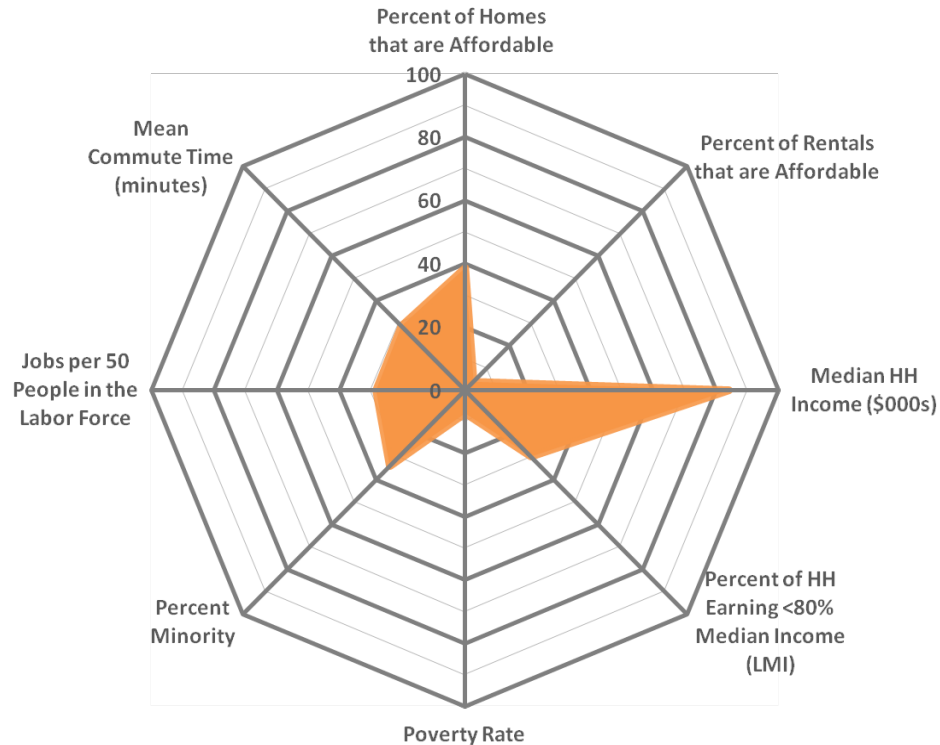 Percent of Homes
that are Affordable
100
80
60
40
20
0
Percent of Rentals
that are Affordable
Median HH
Income ($000s)
Percent of HH
Earning <80%
Median Income
(LMI)
Poverty Rate
Percent
Minority
Jobs per 50
People in the
Labor Force
Mean
Commute Time
(minutes)